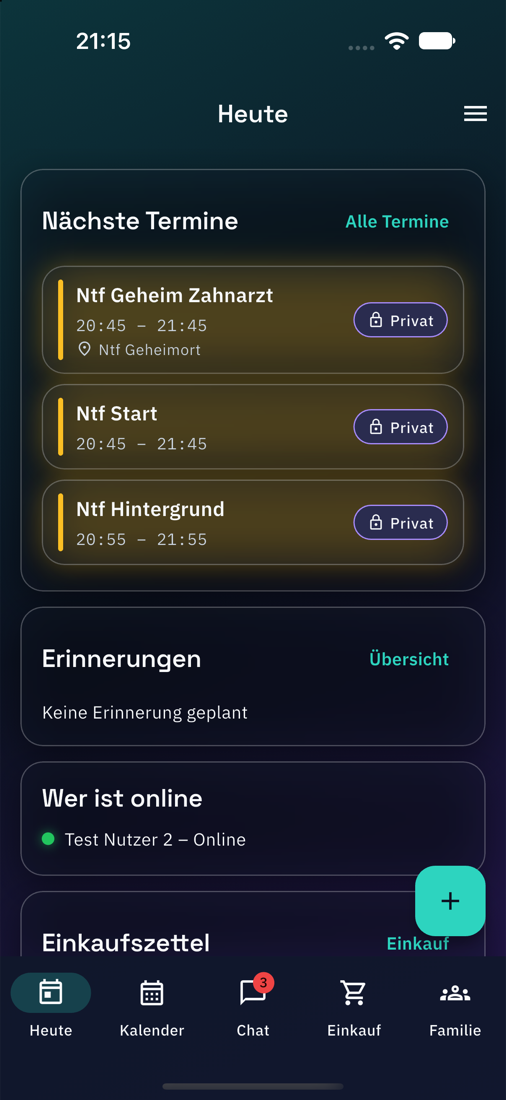 21:15
Heute
Nächste Termine
Alle Termine
Ntf Geheim Zahnarzt
20:45 – 21:45
Ntf Geheimort
Privat
Ntf Start
20:45 – 21:45
Privat
Ntf Hintergrund
20:55 – 21:55
Privat
Erinnerungen
Übersicht
Keine Erinnerung geplant
Wer ist online
Test Nutzer 2 – Online
Einkaufszettel
Einkauf
3
Heute
Kalender
Chat
Einkauf
Familie